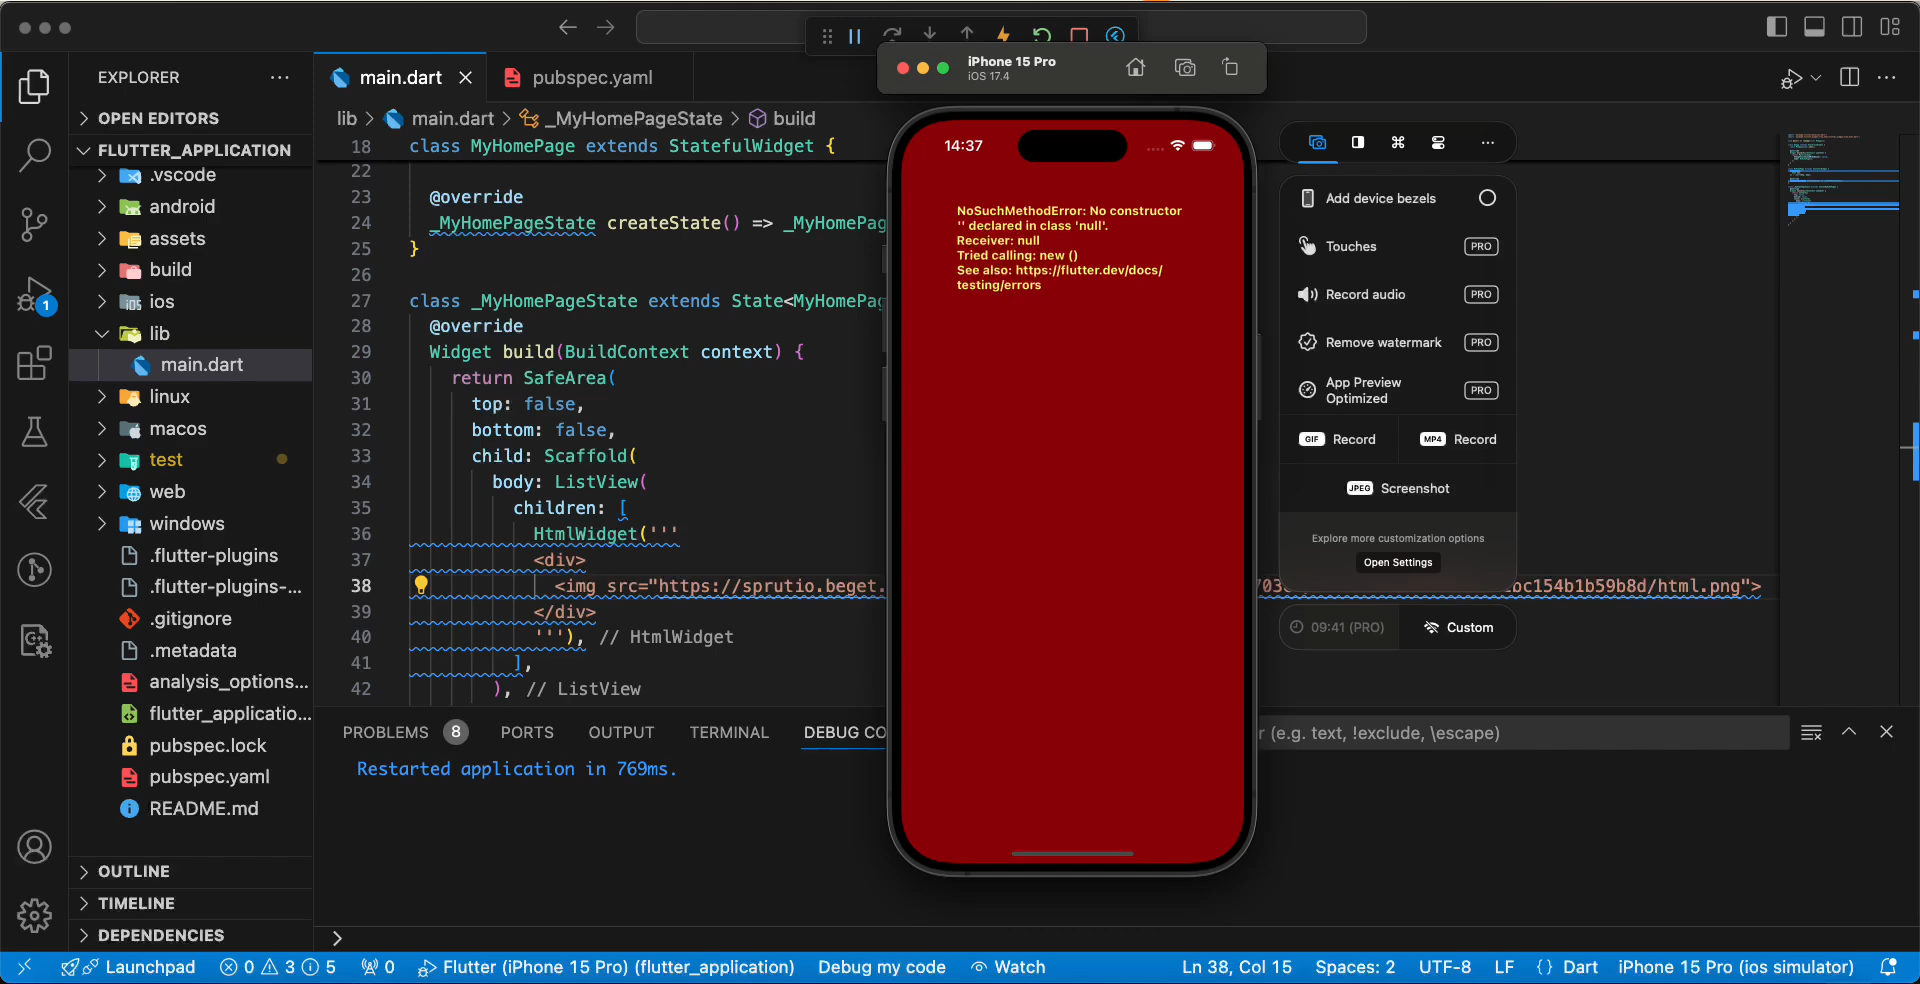 iPhone 15 Pro
iOS 17.4
EXPLORER
main.dart
pubspec.yaml
OPEN EDITORS
FLUTTER_APPLICATION
.vscode
android
assets
build
ios
lib
main.dart
linux
macos
test
web
windows
.flutter-plugins
.flutter-plugins-...
.gitignore
.metadata
analysis_options...
flutter_applicatio...
pubspec.lock
pubspec.yaml
README.md
OUTLINE
TIMELINE
DEPENDENCIES
1
lib > main.dart > _MyHomePageState > build
18 class MyHomePage extends StatefulWidget {
22
23 @override
24 _MyHomePageState createState() => _MyHomePag
25 }
26
27 class _MyHomePageState extends State<MyHomePag
28 @override
29 Widget build(BuildContext context) {
30 return SafeArea(
31 top: false,
32 bottom: false,
33 child: Scaffold(
34 body: ListView(
35 children: [
36 HtmlWidget('''
37 <div>
38 <img src="https://sprutio.beget. bc154b1b59b8d/html.png">
39 </div>
40 '''), // HtmlWidget
41 ],
42 ), // ListView
14:37
NoSuchMethodError: No constructor
'' declared in class 'null'.
Receiver: null
Tried calling: new ()
See also: https://flutter.dev/docs/
testing/errors
Add device bezels
Touches PRO
Record audio PRO
Remove watermark PRO
App Preview
Optimized PRO
GIF Record MP4 Record
JPEG Screenshot
Explore more customization options
Open Settings
09:41 (PRO) Custom
PROBLEMS 8 PORTS OUTPUT TERMINAL DEBUG CO
r (e.g. text, !exclude, \escape)
Restarted application in 769ms.
>
Launchpad 0 3 5 0 Flutter (iPhone 15 Pro) (flutter_application) Debug my code Watch Ln 38, Col 15 Spaces: 2 UTF-8 LF {} Dart iPhone 15 Pro (ios simulator)